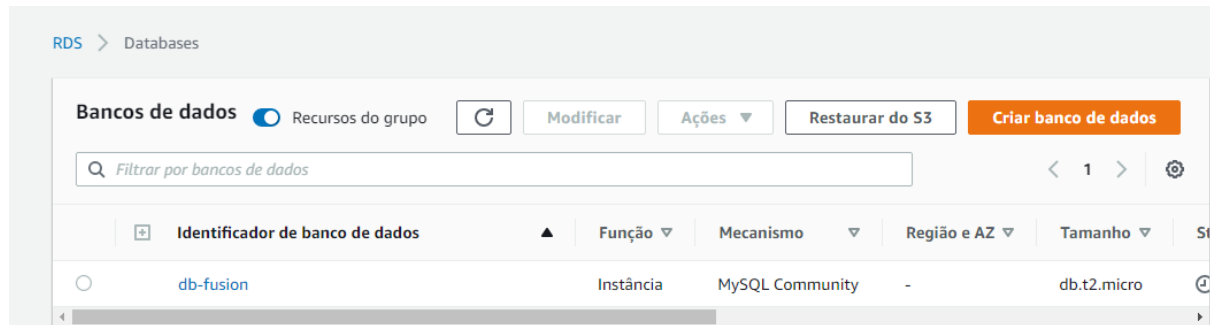 RDS > Databases
Bancos de dados Recursos do grupo Modificar Ações Restaurar do S3 Criar banco de dados
Filtrar por bancos de dados < 1 >
Identificador de banco de dados Função Mecanismo Região e AZ Tamanho St
db-fusion Instância MySQL Community - db.t2.micro